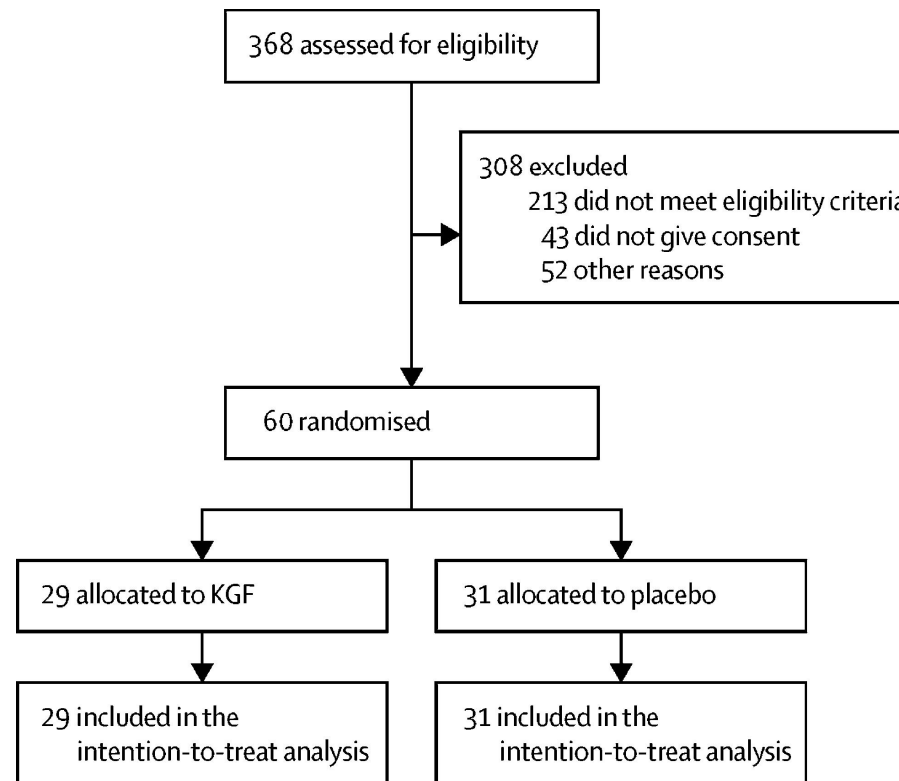 368 assessed for eligibility
308 excluded
213 did not meet eligibility criteria
43 did not give consent
52 other reasons
60 randomised
29 allocated to KGF
31 allocated to placebo
29 included in the
intention-to-treat analysis
31 included in the
intention-to-treat analysis